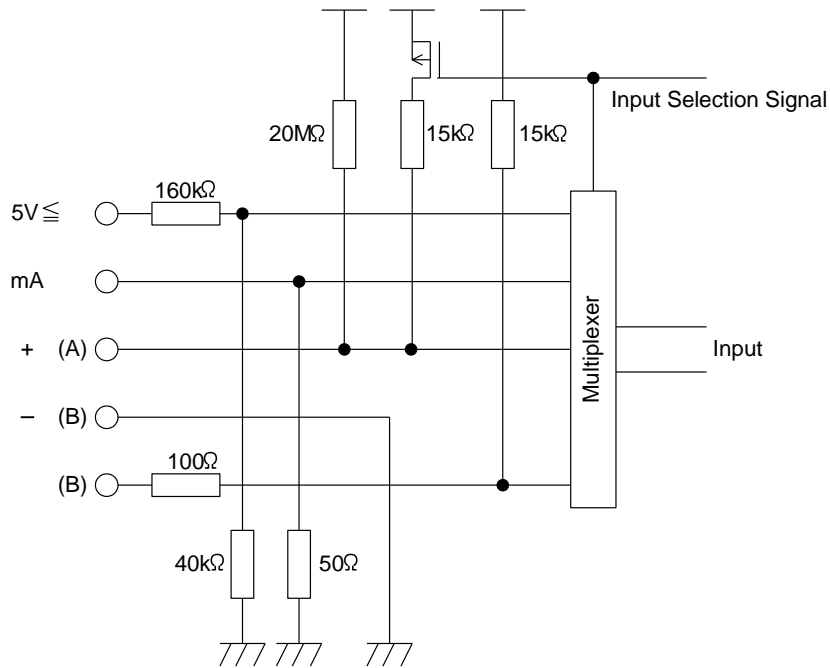 Input Selection Signal
20MΩ
15kΩ
15kΩ
160kΩ
5V≦
mA
+ (A)
Multiplexer
Input
− (B)
100Ω
(B)
40kΩ
50Ω